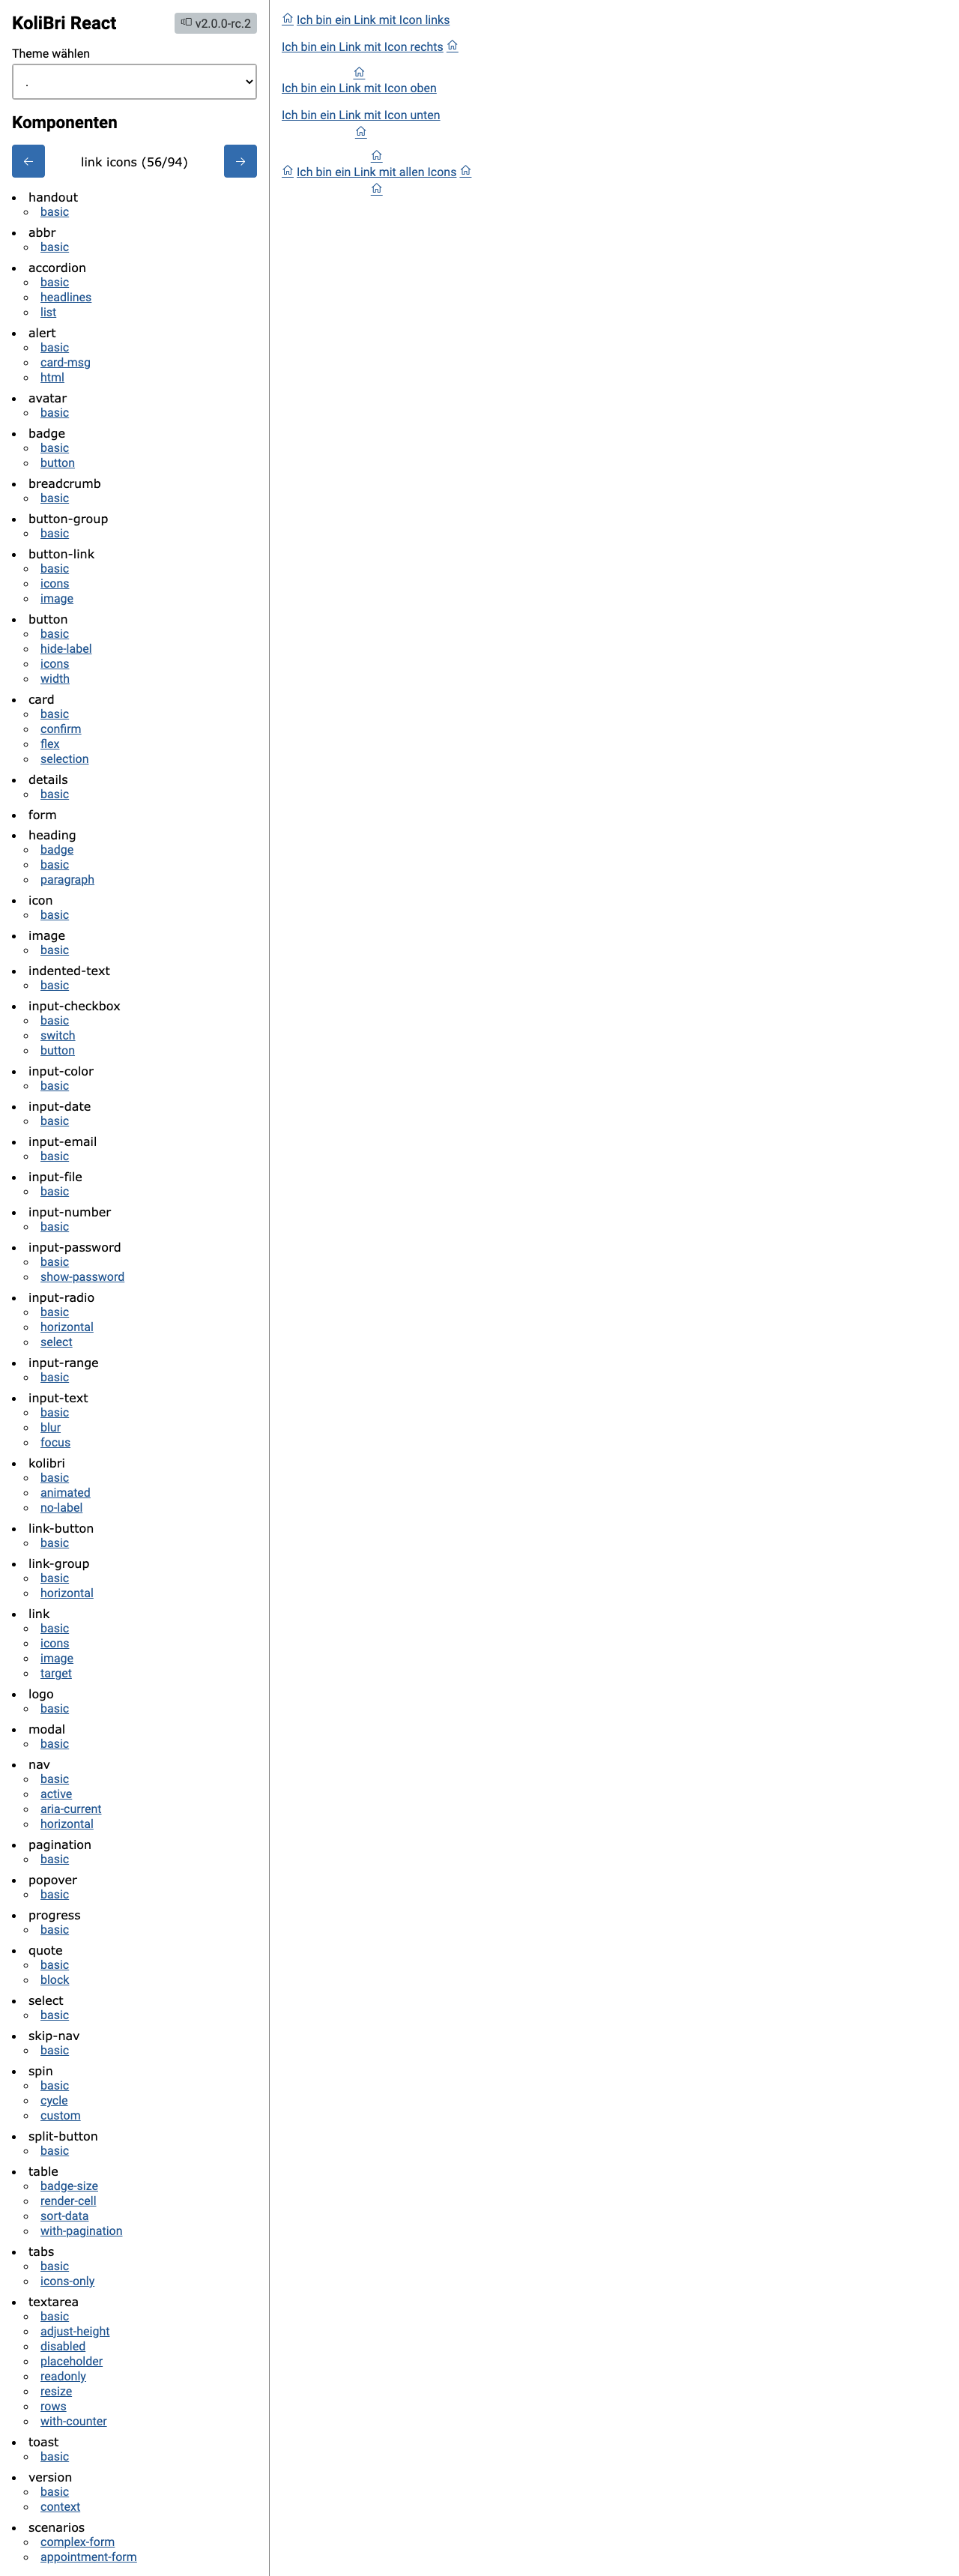 KoliBri React
v2.0.0-rc.2
Theme wählen
.
Komponenten
link icons (56/94)
handout
basic
abbr
basic
accordion
basic
headlines
list
alert
basic
card-msg
html
avatar
basic
badge
basic
button
breadcrumb
basic
button-group
basic
button-link
basic
icons
image
button
basic
hide-label
icons
width
card
basic
confirm
flex
selection
details
basic
form
heading
badge
basic
paragraph
icon
basic
image
basic
indented-text
basic
input-checkbox
basic
switch
button
input-color
basic
input-date
basic
input-email
basic
input-file
basic
input-number
basic
input-password
basic
show-password
input-radio
basic
horizontal
select
input-range
basic
input-text
basic
blur
focus
kolibri
basic
animated
no-label
link-button
basic
link-group
basic
horizontal
link
basic
icons
image
target
logo
basic
modal
basic
nav
basic
active
aria-current
horizontal
pagination
basic
popover
basic
progress
basic
quote
basic
block
select
basic
skip-nav
basic
spin
basic
cycle
custom
split-button
basic
table
badge-size
render-cell
sort-data
with-pagination
tabs
basic
icons-only
textarea
basic
adjust-height
disabled
placeholder
readonly
resize
rows
with-counter
toast
basic
version
basic
context
scenarios
complex-form
appointment-form
Ich bin ein Link mit Icon links
Ich bin ein Link mit Icon rechts
Ich bin ein Link mit Icon oben
Ich bin ein Link mit Icon unten
Ich bin ein Link mit allen Icons